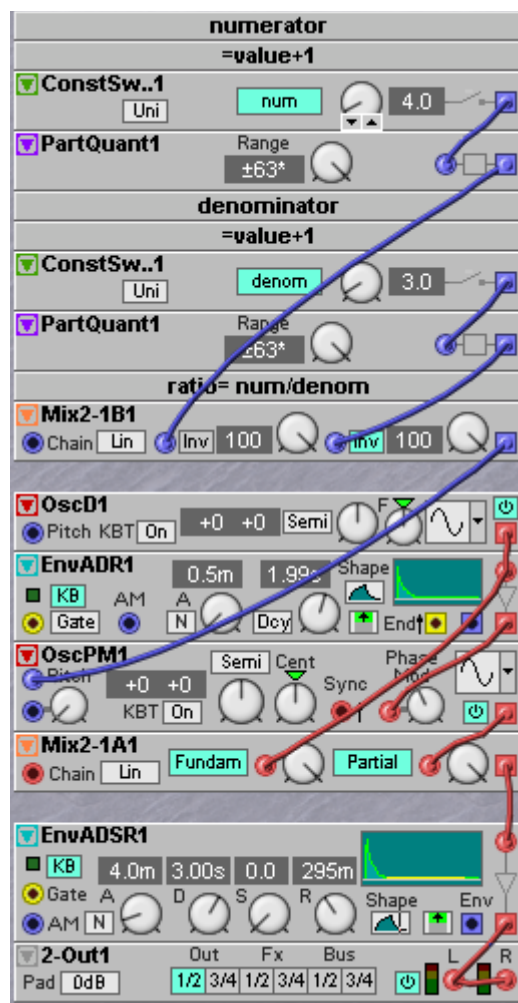 numerator
=value+1
ConstSw..1
Uni num 4.0
PartQuant1 Range
±63*
denominator
=value+1
ConstSw..1
Uni denom 3.0
PartQuant1 Range
±63*
ratio= num/denom
Mix2-1B1
Chain Lin Inv 100 Inv 100
OscD1 F
Pitch KBT On +0 +0 Semi
EnvADR1 0.5m 1.99s Shape
KB AM A
Gate N Dcy End
OscPM1 Semi Cent Phase
Pitch +0 +0 Sync Mod
KBT On
Mix2-1A1
Chain Lin Fundam Partial
EnvADSR1
KB 4.0m 3.00s 0.0 295m
Gate A D S R Shape Env
AM N
2-Out1 Out Fx Bus L R
Pad 0dB 1/2 3/4 1/2 3/4 1/2 3/4